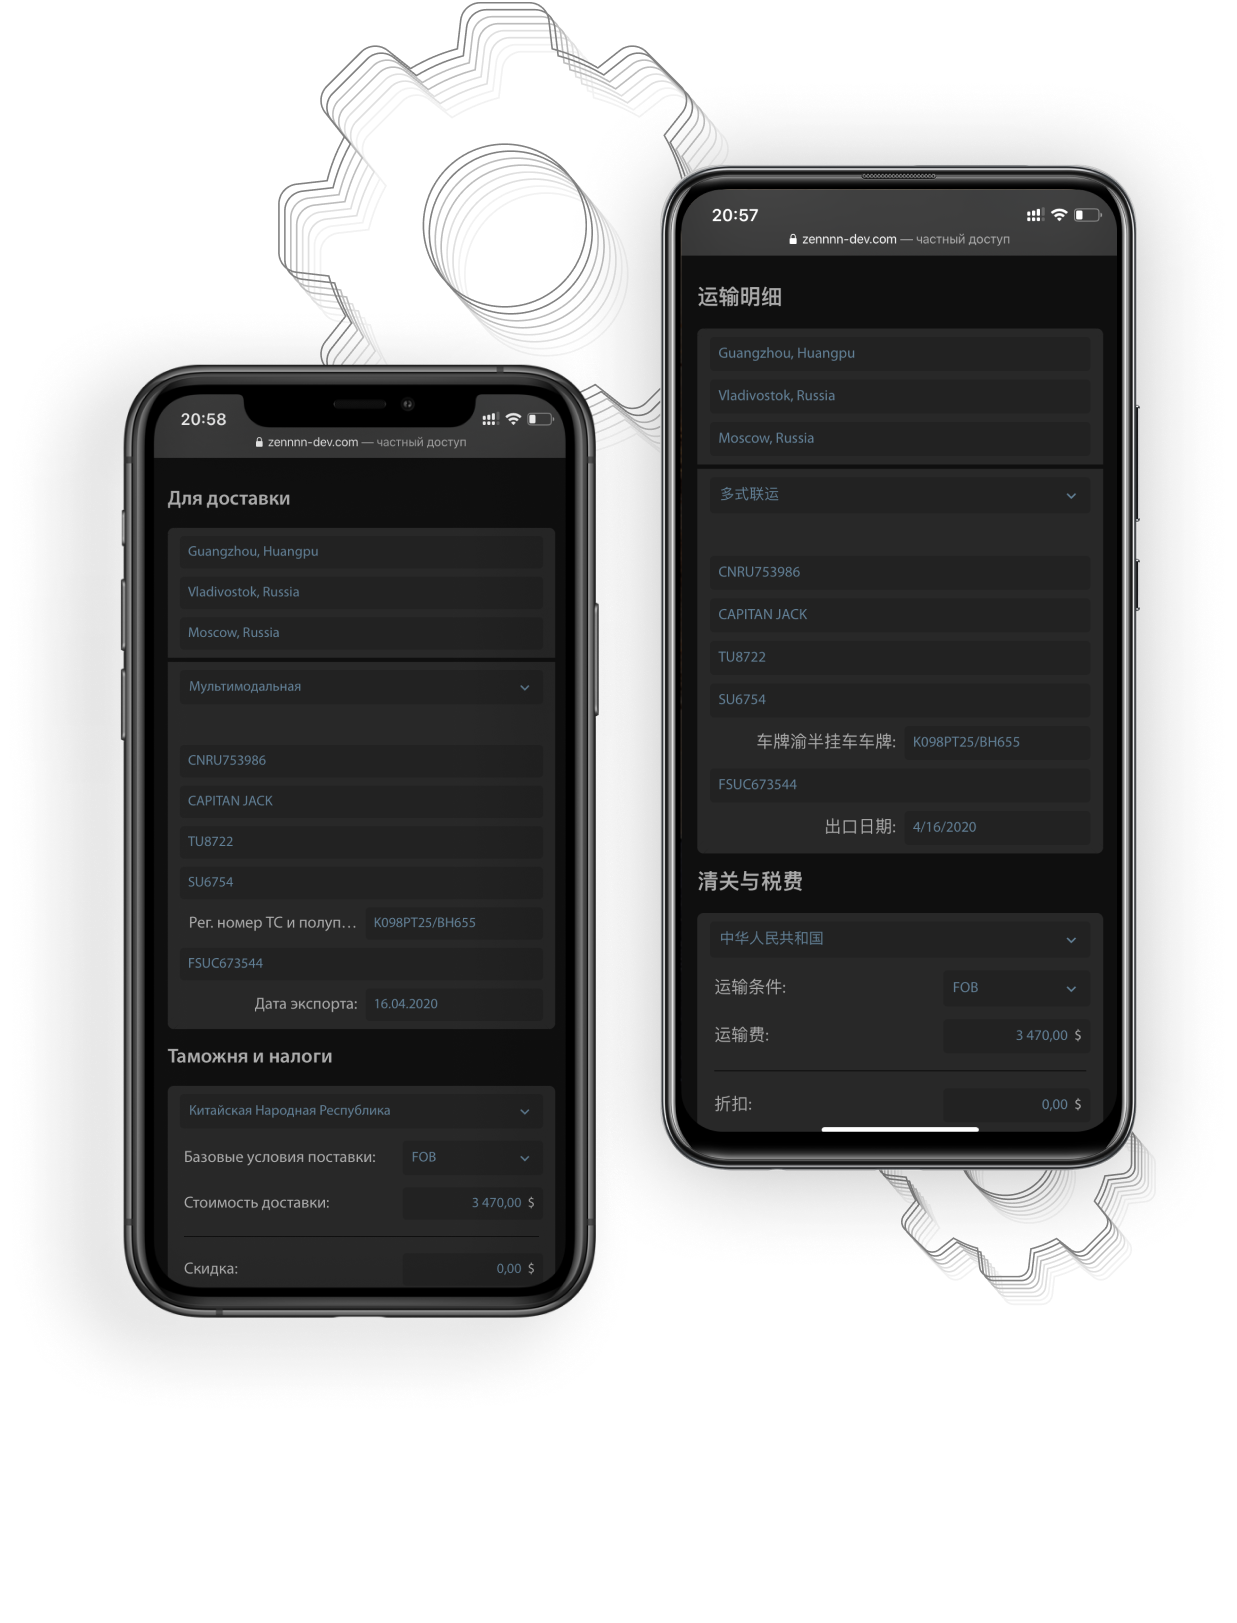 20:58
zennnn-dev.com — частный доступ
Для доставки
Guangzhou, Huangpu
Vladivostok, Russia
Moscow, Russia
Мультимодальная
CNRU753986
CAPITAN JACK
TU8722
SU6754
Рег. номер ТС и полуп... K098PT25/BH655
FSUC673544
Дата экспорта: 16.04.2020
Таможня и налоги
Китайская Народная Республика
Базовые условия поставки: FOB
Стоимость доставки: 3 470,00 $
Скидка: 0,00 $
20:57
zennnn-dev.com — частный доступ
运输明细
Guangzhou, Huangpu
Vladivostok, Russia
Moscow, Russia
多式联运
CNRU753986
CAPITAN JACK
TU8722
SU6754
车牌渝半挂车车牌: K098PT25/BH655
FSUC673544
出口日期: 4/16/2020
清关与税费
中华人民共和国
运输条件: FOB
运输费: 3 470,00 $
折扣: 0,00 $